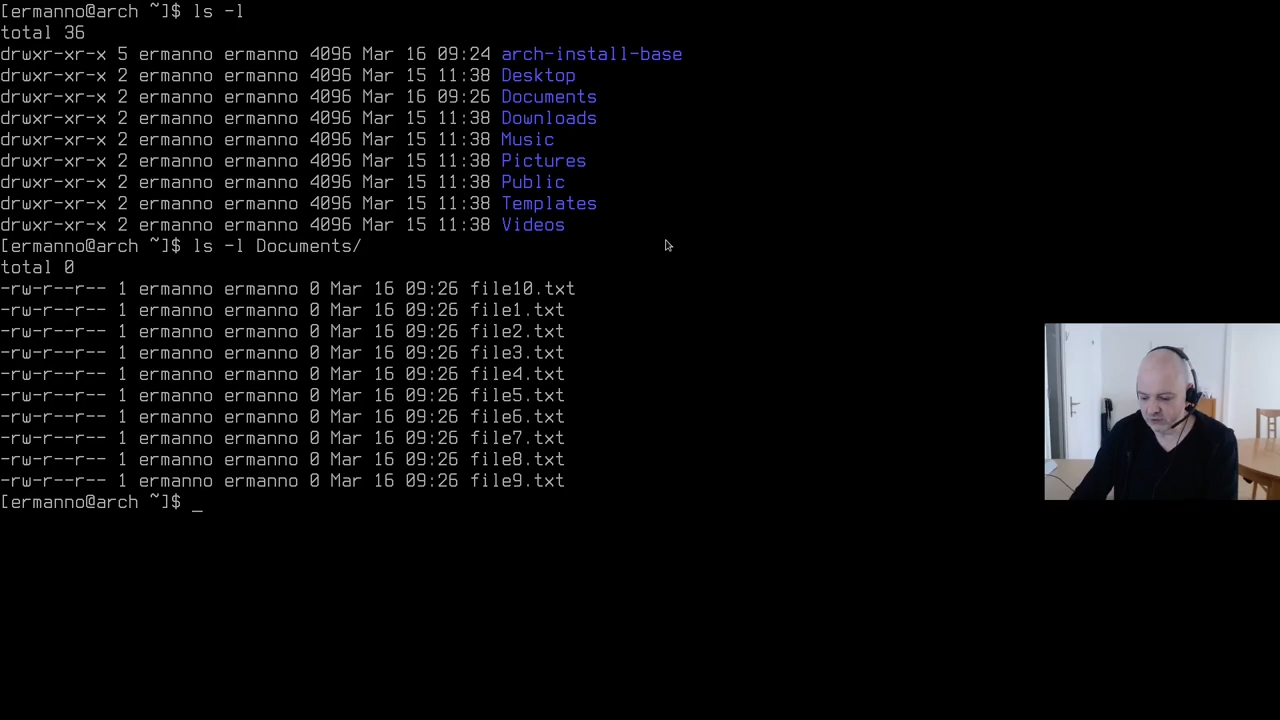 [ermanno@arch ~]$ ls -l
total 36
drwxr-xr-x 5 ermanno ermanno 4096 Mar 16 09:24 arch-install-base
drwxr-xr-x 2 ermanno ermanno 4096 Mar 15 11:38 Desktop
drwxr-xr-x 2 ermanno ermanno 4096 Mar 16 09:26 Documents
drwxr-xr-x 2 ermanno ermanno 4096 Mar 15 11:38 Downloads
drwxr-xr-x 2 ermanno ermanno 4096 Mar 15 11:38 Music
drwxr-xr-x 2 ermanno ermanno 4096 Mar 15 11:38 Pictures
drwxr-xr-x 2 ermanno ermanno 4096 Mar 15 11:38 Public
drwxr-xr-x 2 ermanno ermanno 4096 Mar 15 11:38 Templates
drwxr-xr-x 2 ermanno ermanno 4096 Mar 15 11:38 Videos
[ermanno@arch ~]$ ls -l Documents/
total 0
-rw-r--r-- 1 ermanno ermanno 0 Mar 16 09:26 file10.txt
-rw-r--r-- 1 ermanno ermanno 0 Mar 16 09:26 file1.txt
-rw-r--r-- 1 ermanno ermanno 0 Mar 16 09:26 file2.txt
-rw-r--r-- 1 ermanno ermanno 0 Mar 16 09:26 file3.txt
-rw-r--r-- 1 ermanno ermanno 0 Mar 16 09:26 file4.txt
-rw-r--r-- 1 ermanno ermanno 0 Mar 16 09:26 file5.txt
-rw-r--r-- 1 ermanno ermanno 0 Mar 16 09:26 file6.txt
-rw-r--r-- 1 ermanno ermanno 0 Mar 16 09:26 file7.txt
-rw-r--r-- 1 ermanno ermanno 0 Mar 16 09:26 file8.txt
-rw-r--r-- 1 ermanno ermanno 0 Mar 16 09:26 file9.txt
[ermanno@arch ~]$ _